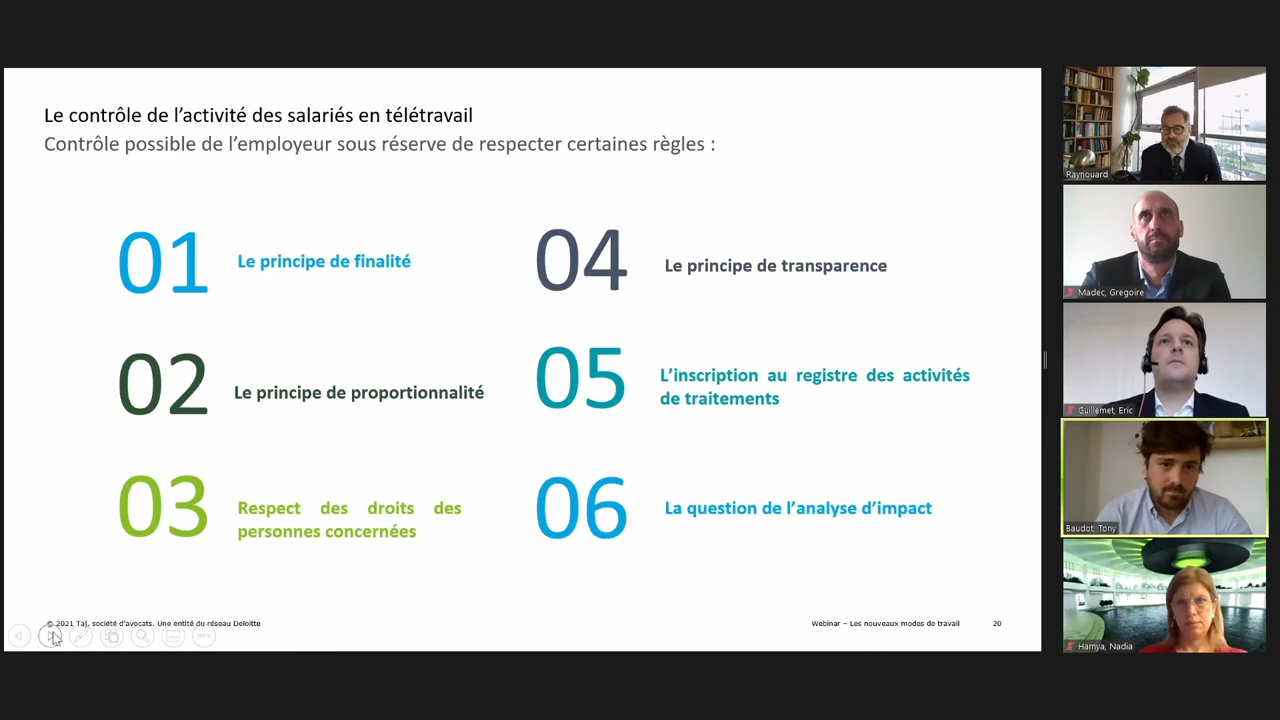 Le contrôle de l’activité des salariés en télétravail
Contrôle possible de l’employeur sous réserve de respecter certaines règles :
01
Le principe de finalité
02
Le principe de proportionnalité
03
Respect des droits des
personnes concernées
04
Le principe de transparence
05
L’inscription au registre des activités
de traitements
06
La question de l’analyse d’impact
© 2021 Taj, société d'avocats. Une entité du réseau Deloitte
Webinar – Les nouveaux modes de travail
20
Raynouard
Madec, Gregoire
Guillemet, Eric
Baudot, Tony
Hamya, Nadia